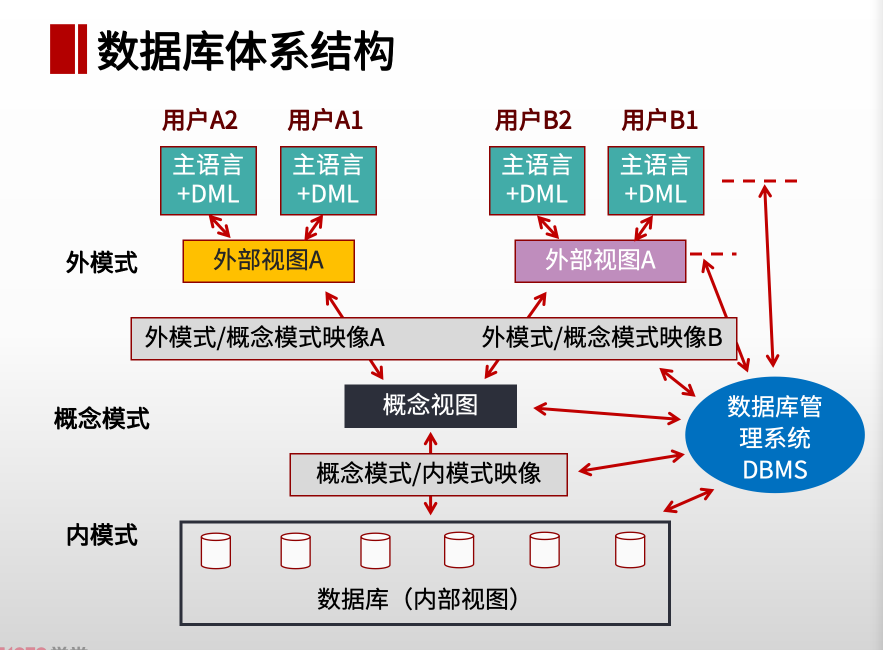 数据库体系结构
用户A2
用户A1
用户B2
用户B1
主语言
+DML
主语言
+DML
主语言
+DML
主语言
+DML
外模式
外部视图A
外部视图A
外模式/概念模式映像A
外模式/概念模式映像B
概念模式
概念视图
数据库管
理系统
DBMS
概念模式/内模式映像
内模式
数据库（内部视图）